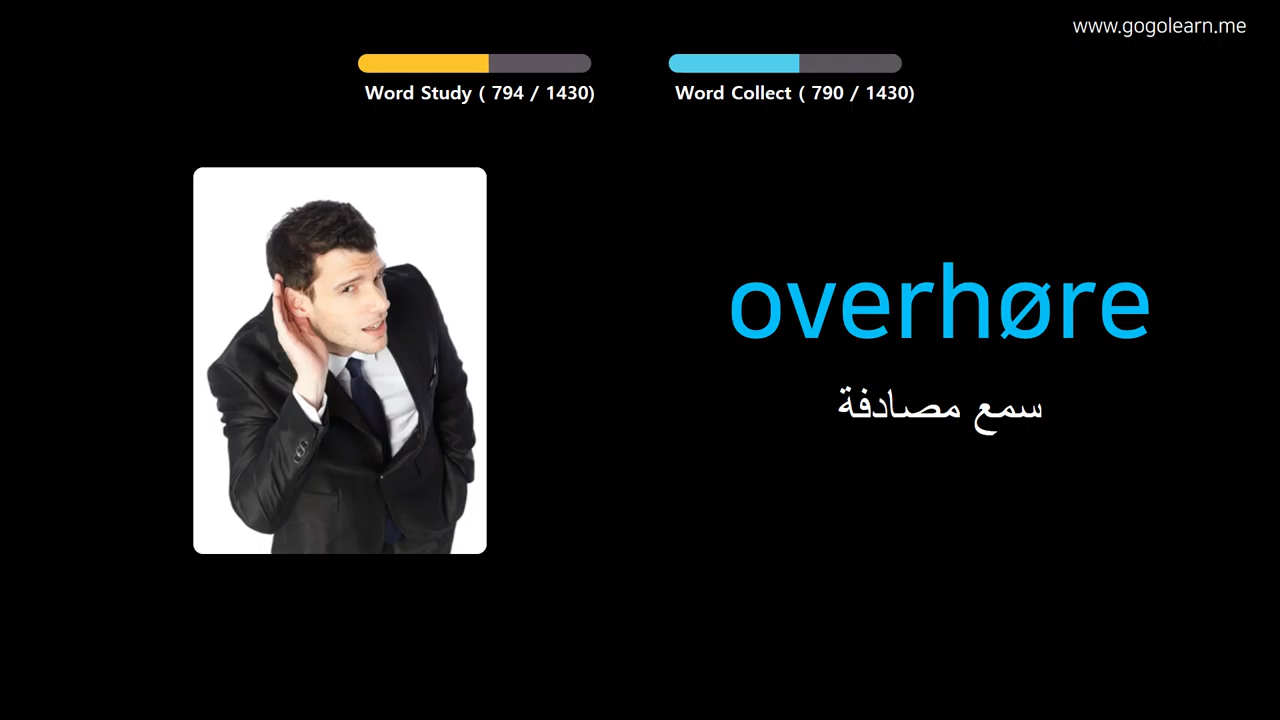 www.gogolearn.me
Word Study ( 794 / 1430)
Word Collect ( 790 / 1430)
overhøre
سمع مصادفة